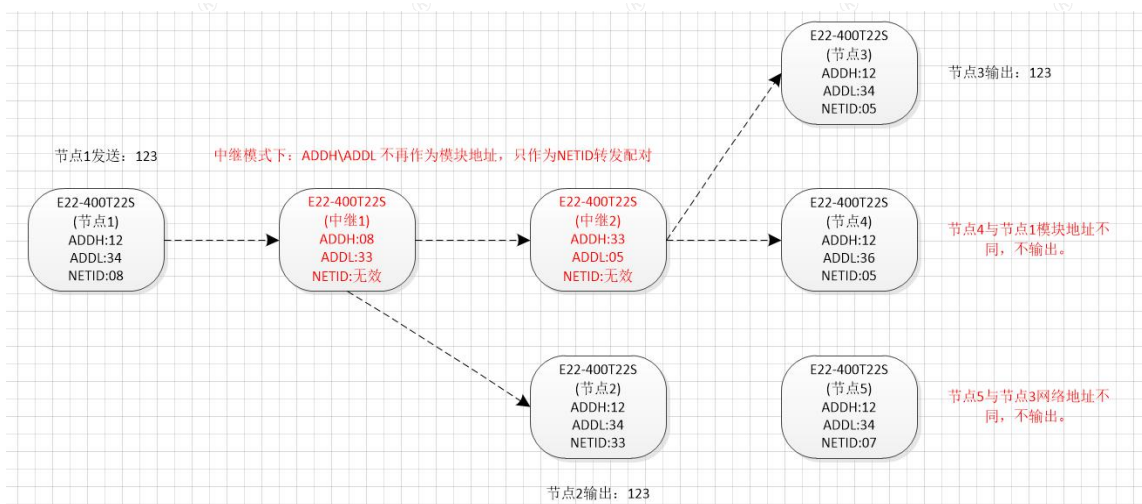 E22-400T22S
(节点3)
ADDH:12
ADDL:34
NETID:05
节点3输出：123
节点1发送：123
中继模式下：ADDH\ADDL 不再作为模块地址，只作为NETID转发配对
E22-400T22S
(节点1)
ADDH:12
ADDL:34
NETID:08
E22-400T22S
(中继1)
ADDH:08
ADDL:33
NETID:无效
E22-400T22S
(中继2)
ADDH:33
ADDL:05
NETID:无效
E22-400T22S
(节点4)
ADDH:12
ADDL:36
NETID:05
节点4与节点1模块地址不
同，不输出。
E22-400T22S
(节点2)
ADDH:12
ADDL:34
NETID:33
E22-400T22S
(节点5)
ADDH:12
ADDL:34
NETID:07
节点5与节点3网络地址不
同，不输出。
节点2输出：123